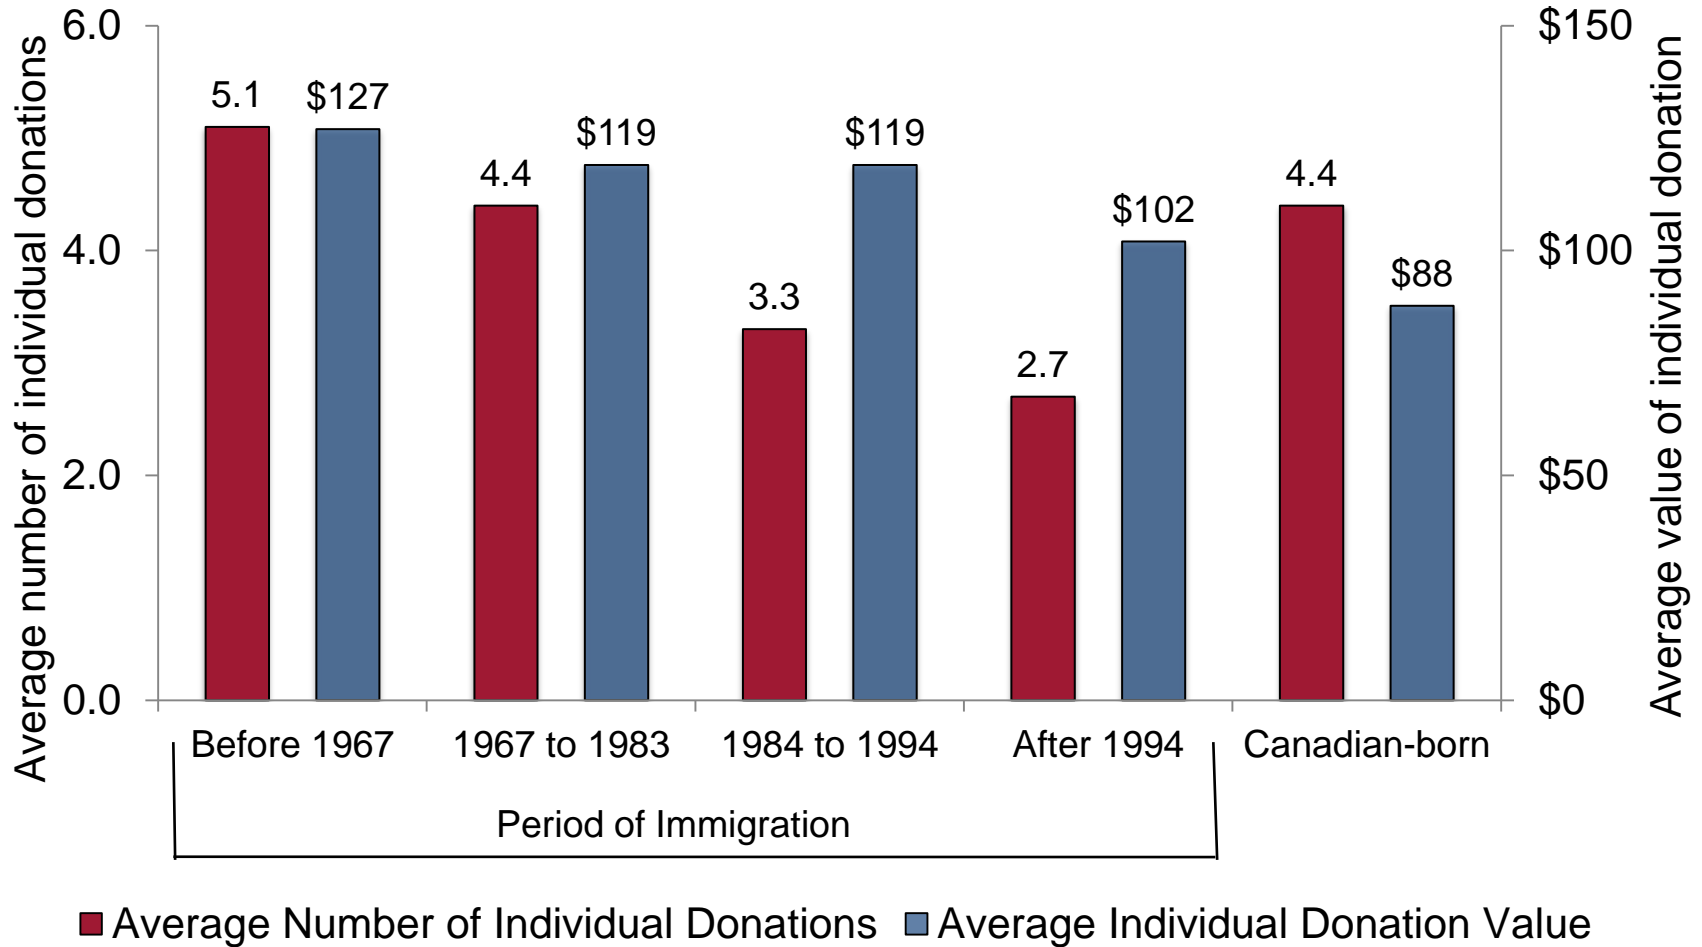 Average number of individual donations
6.0
4.0
2.0
0.0
5.1
$127
4.4
$119
3.3
$119
2.7
$102
4.4
$88
$150
$100
$50
$0
Average value of individual donation
Before 1967
1967 to 1983
1984 to 1994
After 1994
Canadian-born
Period of Immigration
Average Number of Individual Donations
Average Individual Donation Value